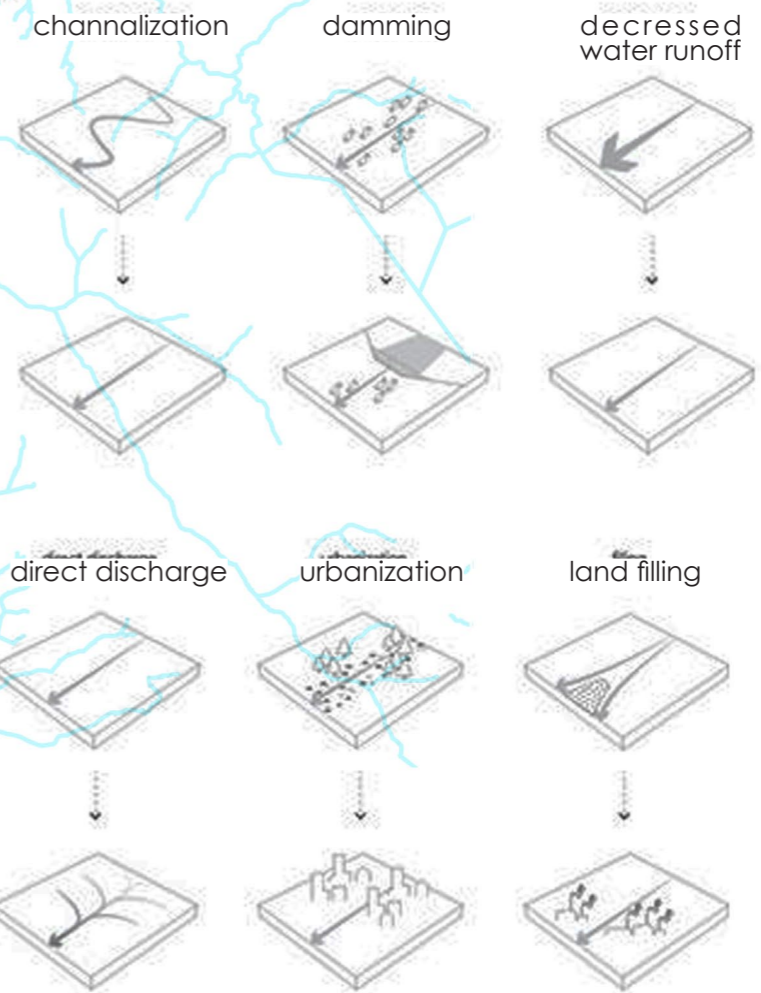 channalization
damming
decressed
water runoff
direct discharge
urbanization
land filling